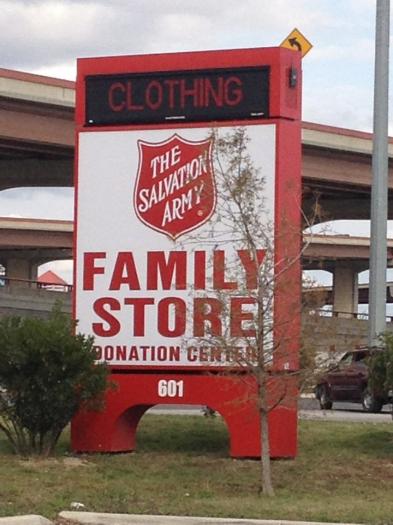 CLOTHING
THE
SALVATION
ARMY
FAMILY
STORE
DONATION CENTER
601